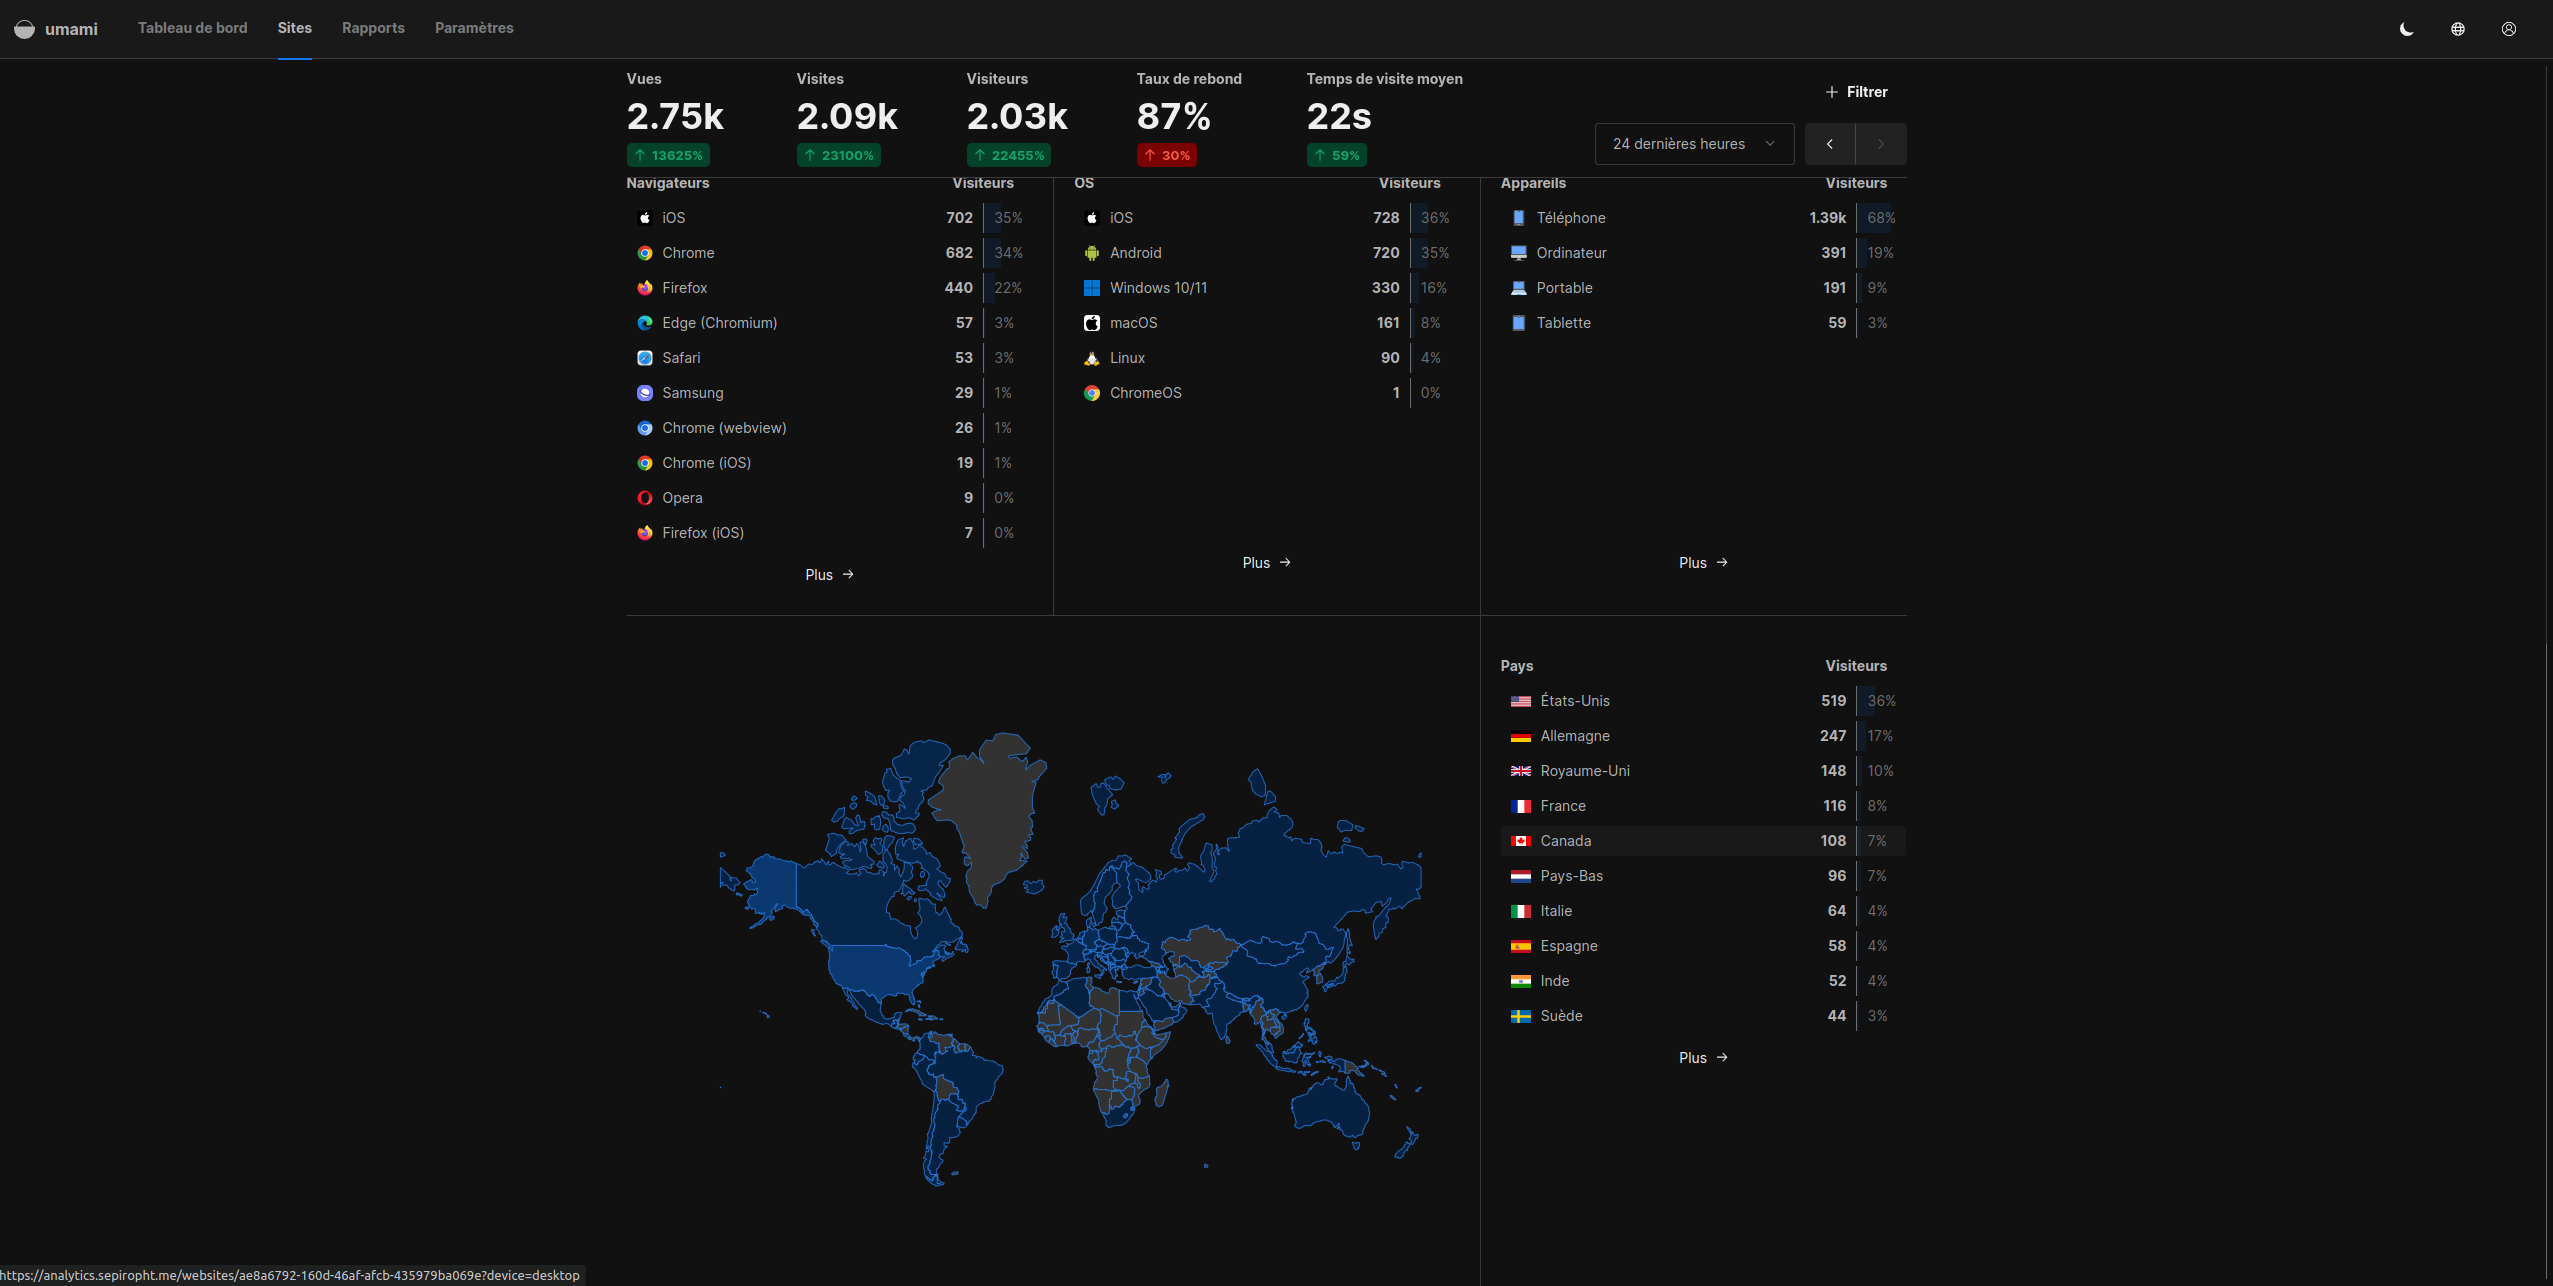 umami Tableau de bord Sites Rapports Paramètres
Vues Visites Visiteurs Taux de rebond Temps de visite moyen
+ Filtrer
2.75k 2.09k 2.03k 87% 22s
24 dernières heures
↑ 13625% ↑ 23100% ↑ 22455% ↑ 30% ↑ 59%
Navigateurs Visiteurs
iOS 702 35%
Chrome 682 34%
Firefox 440 22%
Edge (Chromium) 57 3%
Safari 53 3%
Samsung 29 1%
Chrome (webview) 26 1%
Chrome (iOS) 19 1%
Opera 9 0%
Firefox (iOS) 7 0%
Plus →
OS Visiteurs
iOS 728 36%
Android 720 35%
Windows 10/11 330 16%
macOS 161 8%
Linux 90 4%
ChromeOS 1 0%
Plus →
Appareils Visiteurs
Téléphone 1.39k 68%
Ordinateur 391 19%
Portable 191 9%
Tablette 59 3%
Plus →
Pays Visiteurs
États-Unis 519 36%
Allemagne 247 17%
Royaume-Uni 148 10%
France 116 8%
Canada 108 7%
Pays-Bas 96 7%
Italie 64 4%
Espagne 58 4%
Inde 52 4%
Suède 44 3%
Plus →
https://analytics.sepiropht.me/websites/ae8a6792-160d-46af-afcb-435979ba069e?device=desktop